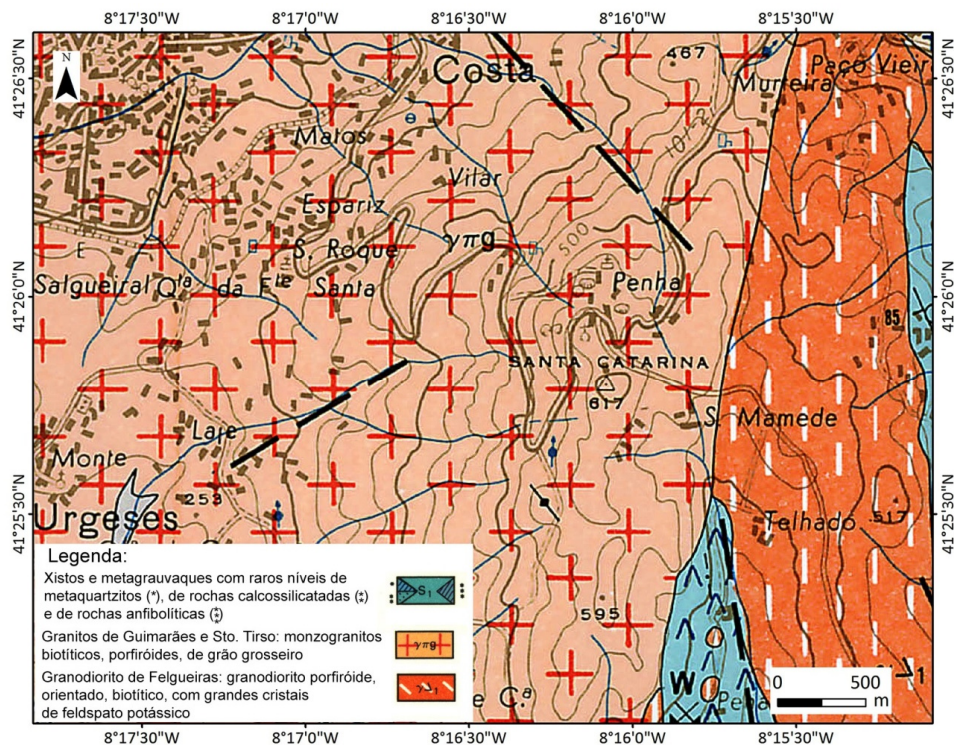 8°17'30"W 8°17'0"W 8°16'30"W 8°16'0"W 8°15'30"W
41°26'30"N 41°26'30"N
N
Costa
467
Paço Vieir
Murteira
Matos
101-2
Vilar
Espariz
γπg
500
E
S. Roque
41°26'0"N 41°26'0"N
Salgueiral Qta da Fte Santa
Penha
85
SANTA CATARINA
617
S. Mamede
Laje
Monte
253
41°25'30"N 41°25'30"N
Urgeses
Telhado
517
595
W
Legenda:
Xistos e metagrauvaques com raros níveis de
metaquartzitos (*), de rochas calcossilicatadas (⁑)
e de rochas anfibolíticas (⁂)
S1
Granitos de Guimarães e Sto. Tirso: monzogranitos
biotíticos, porfiróides, de grão grosseiro
γπg
Granodiorito de Felgueiras: granodiorito porfiróide,
orientado, biotítico, com grandes cristais
de feldspato potássico
e Cª
0 500
m
8°17'30"W 8°17'0"W 8°16'30"W 8°16'0"W 8°15'30"W